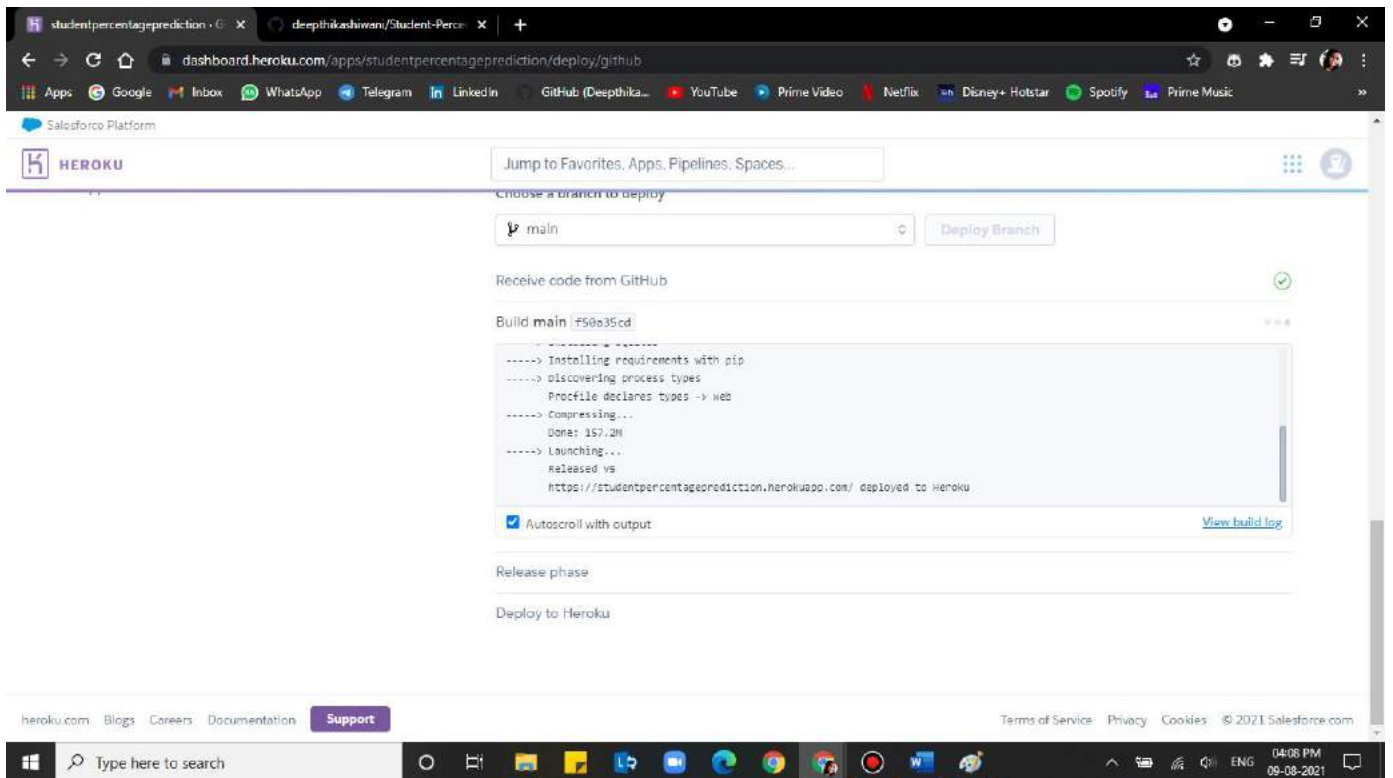 studentpercentageprediction · G
deepthikashiwani/Student-Perce
dashboard.heroku.com/apps/studentpercentageprediction/deploy/github
Apps Google Inbox WhatsApp Telegram LinkedIn GitHub (Deepthika... YouTube Prime Video Netflix Disney+ Hotstar Spotify Prime Music »
Salesforce Platform
HEROKU
Jump to Favorites, Apps, Pipelines, Spaces...
Choose a branch to deploy
main
Deploy Branch
Receive code from GitHub
Build main f50a35cd
-----> Installing requirements with pip
-----> Discovering process types
Procfile declares types -> web
-----> Compressing...
Done: 157.2M
-----> Launching...
Released v5
https://studentpercentageprediction.herokuapp.com/ deployed to Heroku
Autoscroll with output
View build log
Release phase
Deploy to Heroku
heroku.com Blogs Careers Documentation Support
Terms of Service Privacy Cookies © 2021 Salesforce.com
Type here to search
ENG
04:08 PM
09-08-2021